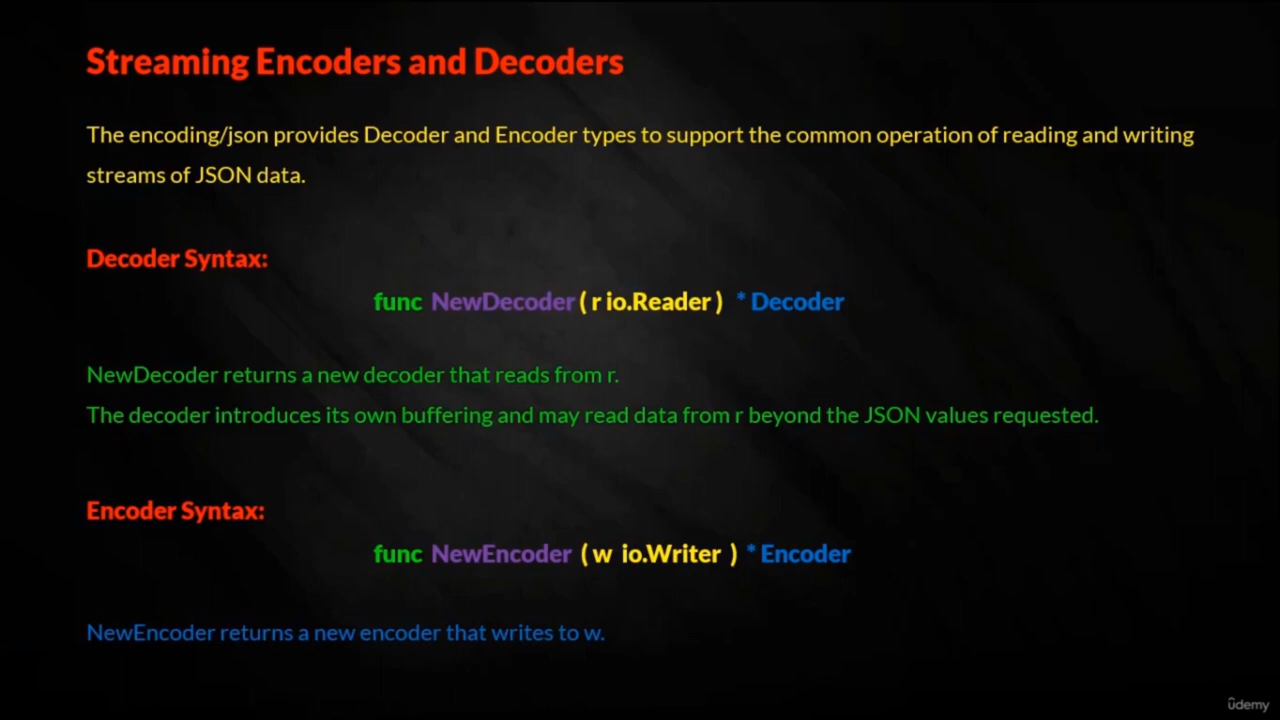 Streaming Encoders and Decoders
The encoding/json provides Decoder and Encoder types to support the common operation of reading and writing
streams of JSON data.
Decoder Syntax:
func NewDecoder ( r io.Reader ) * Decoder
NewDecoder returns a new decoder that reads from r.
The decoder introduces its own buffering and may read data from r beyond the JSON values requested.
Encoder Syntax:
func NewEncoder ( w io.Writer ) * Encoder
NewEncoder returns a new encoder that writes to w.
ûdemy